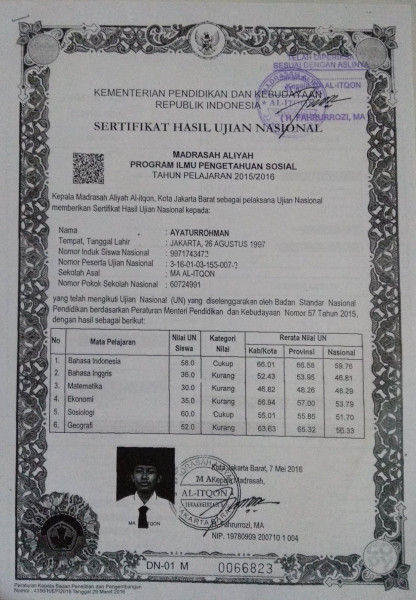 TELAH DIPERIKSA
SESUAI DENGAN ASLINYA
Kepala MA AL-ITQON
H. FAHRURROZI, MA
KEMENTERIAN PENDIDIKAN DAN KEBUDAYAAN
REPUBLIK INDONESIA
SERTIFIKAT HASIL UJIAN NASIONAL
MADRASAH ALIYAH
PROGRAM ILMU PENGETAHUAN SOSIAL
TAHUN PELAJARAN 2015/2016
Kepala Madrasah Aliyah Al-itqon, Kota Jakarta Barat sebagai pelaksana Ujian Nasional
memberikan Sertifikat Hasil Ujian Nasional kepada:
Nama : AYATURROHMAN
Tempat, Tanggal Lahir : JAKARTA, 26 AGUSTUS 1997
Nomor Induk Siswa Nasional : 9971743472
Nomor Peserta Ujian Nasional : 3-16-01-03-155-007-
Sekolah Asal : MA AL-ITQON
Nomor Pokok Sekolah Nasional : 60724991
yang telah mengikuti Ujian Nasional (UN) yang diselenggarakan oleh Badan Standar Nasional
Pendidikan berdasarkan Peraturan Menteri Pendidikan dan Kebudayaan Nomor 57 Tahun 2015,
dengan hasil sebagai berikut:
No Mata Pelajaran Nilai UN Siswa Kategori Nilai Rerata Nilai UN
Kab/Kota Provinsi Nasional
1. Bahasa Indonesia 58.0 Cukup 66.01 66.56 69.76
2. Bahasa Inggris 36.0 Kurang 52.43 53.95 46.81
3. Matematika 30.0 Kurang 46.82 48.26 48.29
4. Ekonomi 35.0 Kurang 56.94 57.00 53.79
5. Sosiologi 60.0 Cukup 55.01 55.85 51.70
6. Geografi 52.0 Kurang 63.63 65.32 56.33
Kota Jakarta Barat, 7 Mei 2016
Kepala Madrasah,
MA
AL-ITQON
JAKARTA BARAT
H. Fahrurrozi, MA
NIP. 19780909 200710 1 004
MA ITQON
DN-01 M 0066823
Peraturan Kepala Badan Penelitian dan Pengembangan
Tanggal 29 Maret 2016